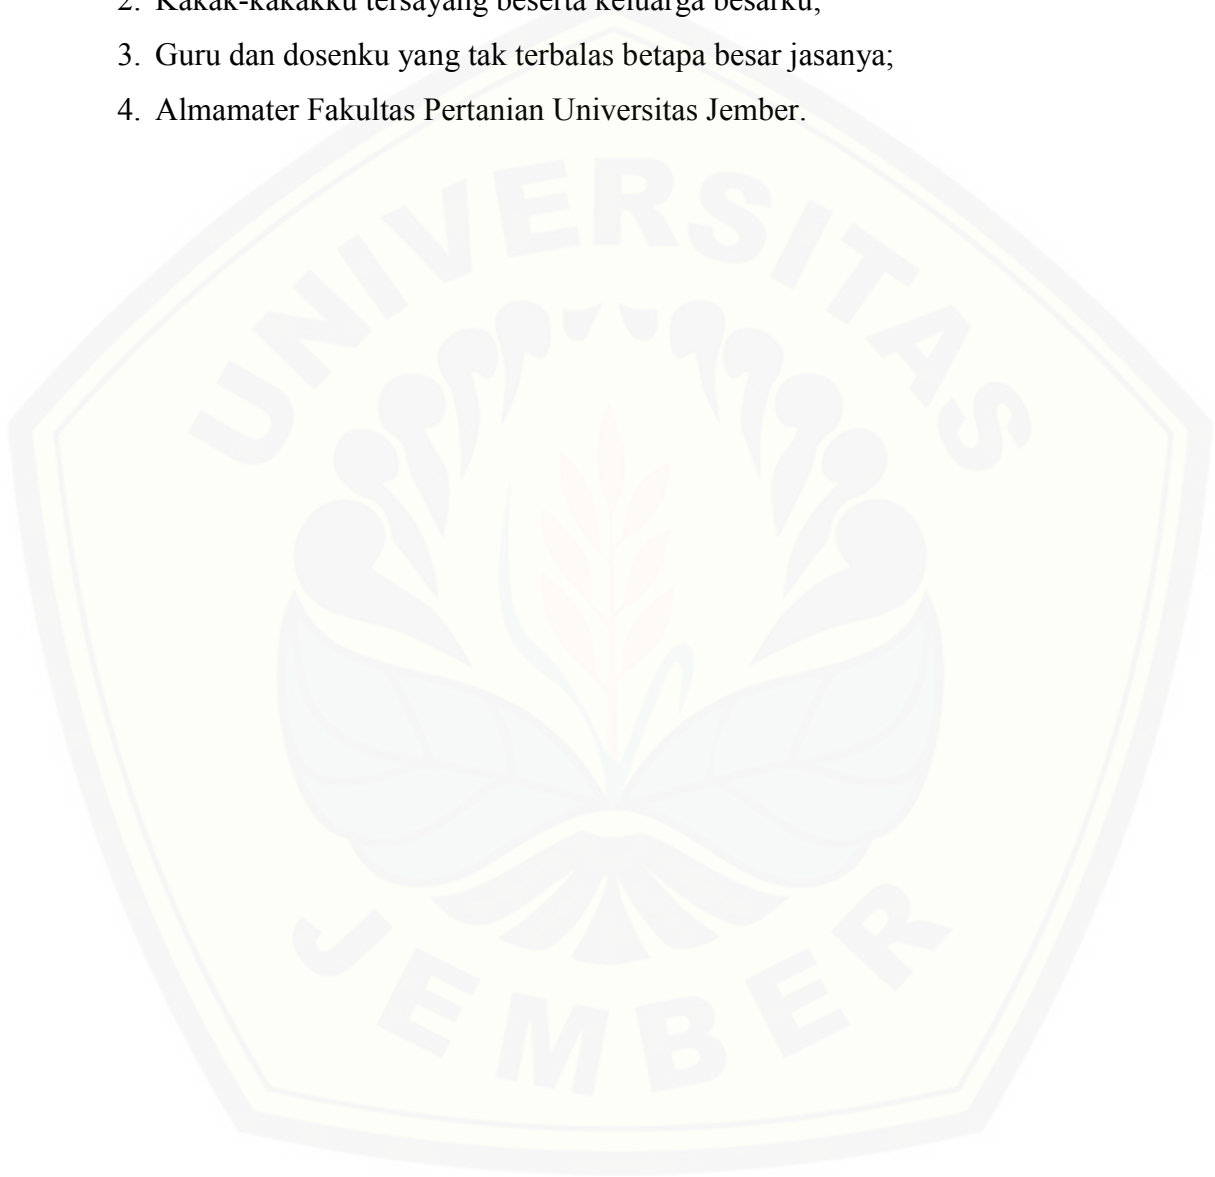 2. Kakak-kakakku tersayang beserta keluarga besarku;
3. Guru dan dosenku yang tak terbalas betapa besar jasanya;
4. Almamater Fakultas Pertanian Universitas Jember.
UNIVERSITAS
JEMBER